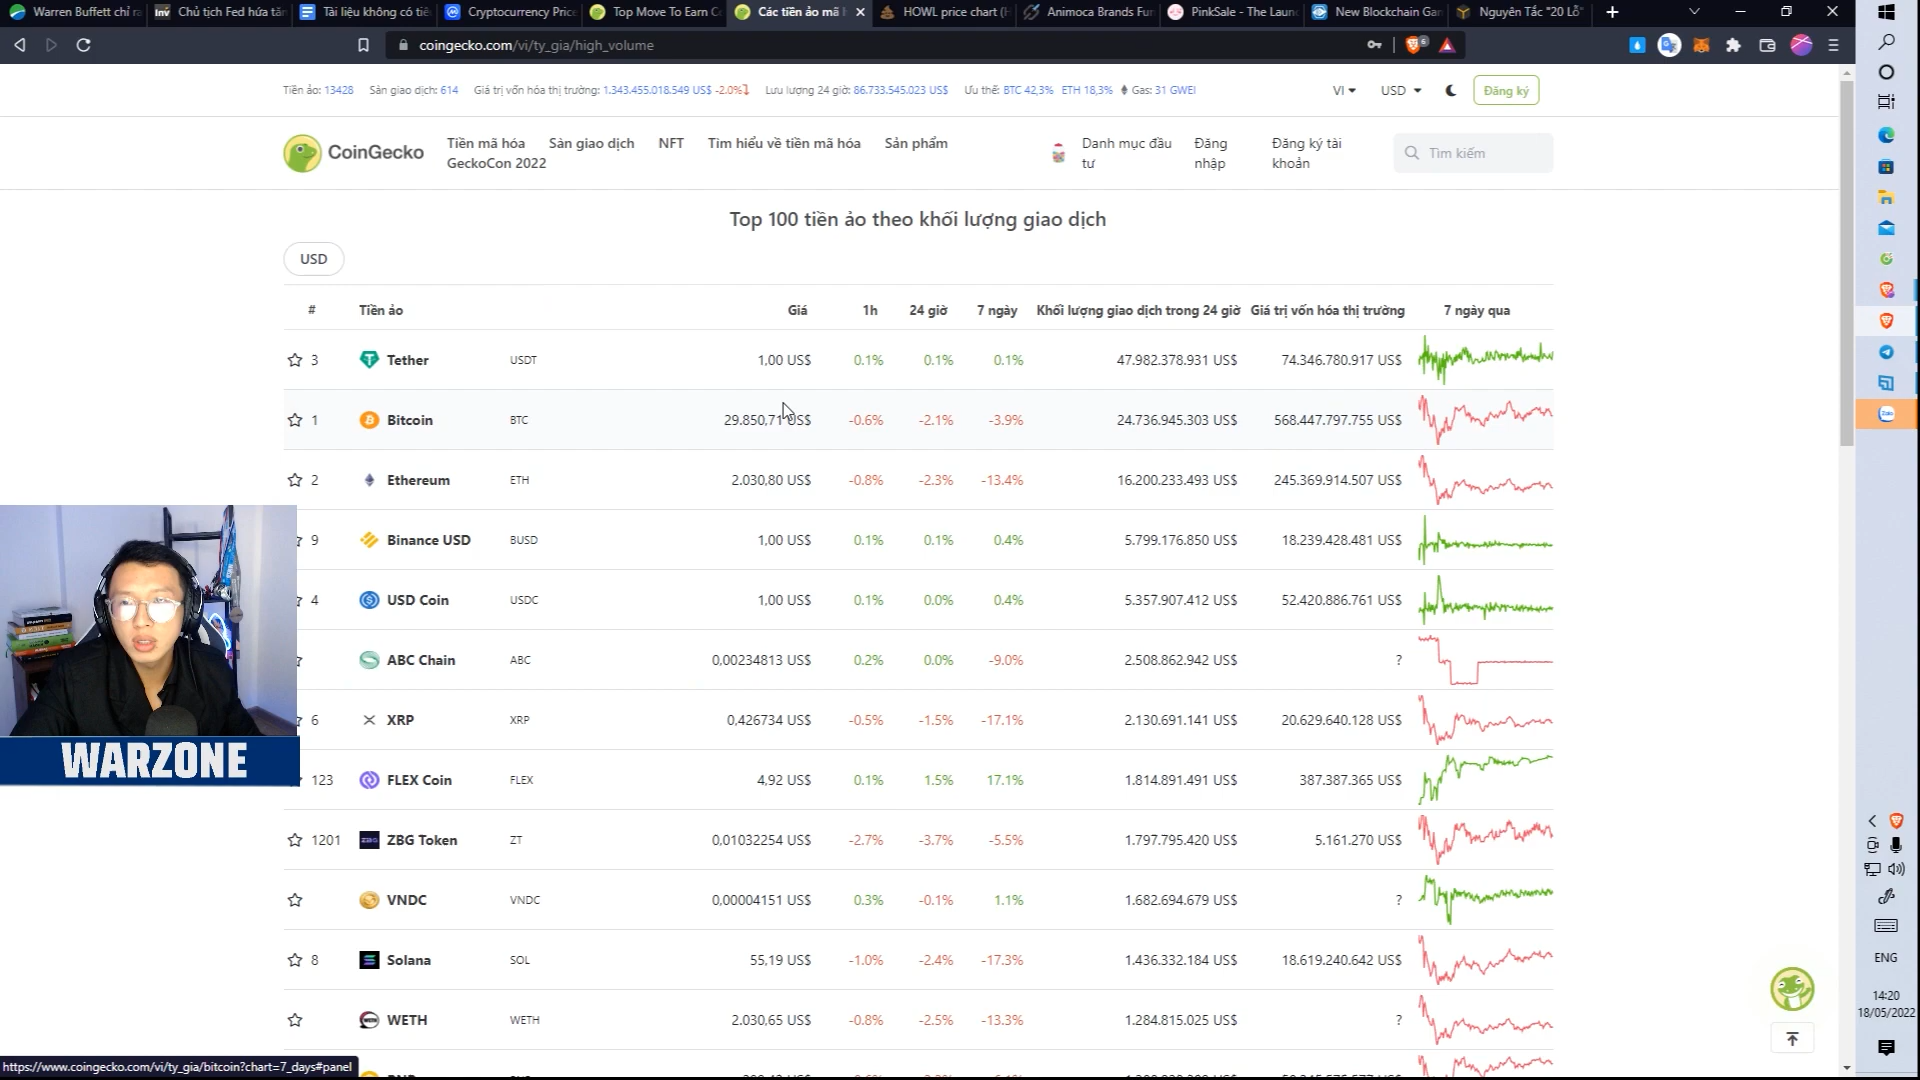 Warren Buffett chỉ ra
Inv Chủ tịch Fed hứa tăn
Tài liệu không có tiê
Cryptocurrency Price
Top Move To Earn Co
Các tiền ảo mã h
HOWL price chart (H
Animoca Brands Fun
PinkSale - The Laun
New Blockchain Gam
Nguyên Tắc "20 Lỗ"
coingecko.com/vi/ty_gia/high_volume
6
Tiền ảo: 13428 Sàn giao dịch: 614 Giá trị vốn hóa thị trường: 1.343.455.018.549 US$ -2.0% Lưu lượng 24 giờ: 86.733.545.023 US$ Ưu thế: BTC 42,3% ETH 18,3% Gas: 31 GWEI
VI USD Đăng ký
CoinGecko
Tiền mã hóa Sàn giao dịch NFT Tìm hiểu về tiền mã hóa Sản phẩm
GeckoCon 2022
Danh mục đầu tư
Đăng nhập
Đăng ký tài khoản
Tìm kiếm
Top 100 tiền ảo theo khối lượng giao dịch
USD
# Tiền ảo Giá 1h 24 giờ 7 ngày Khối lượng giao dịch trong 24 giờ Giá trị vốn hóa thị trường 7 ngày qua
3 Tether USDT 1,00 US$ 0.1% 0.1% 0.1% 47.982.378.931 US$ 74.346.780.917 US$
1 Bitcoin BTC 29.850,71 US$ -0.6% -2.1% -3.9% 24.736.945.303 US$ 568.447.797.755 US$
2 Ethereum ETH 2.030,80 US$ -0.8% -2.3% -13.4% 16.200.233.493 US$ 245.369.914.507 US$
9 Binance USD BUSD 1,00 US$ 0.1% 0.1% 0.4% 5.799.176.850 US$ 18.239.428.481 US$
4 USD Coin USDC 1,00 US$ 0.1% 0.0% 0.4% 5.357.907.412 US$ 52.420.886.761 US$
ABC Chain ABC 0,00234813 US$ 0.2% 0.0% -9.0% 2.508.862.942 US$ ?
6 XRP XRP 0,426734 US$ -0.5% -1.5% -17.1% 2.130.691.141 US$ 20.629.640.128 US$
123 FLEX Coin FLEX 4,92 US$ 0.1% 1.5% 17.1% 1.814.891.491 US$ 387.387.365 US$
1201 ZBG Token ZT 0,01032254 US$ -2.7% -3.7% -5.5% 1.797.795.420 US$ 5.161.270 US$
VNDC VNDC 0,00004151 US$ 0.3% -0.1% 1.1% 1.682.694.679 US$ ?
8 Solana SOL 55,19 US$ -1.0% -2.4% -17.3% 1.436.332.184 US$ 18.619.240.642 US$
WETH WETH 2.030,65 US$ -0.8% -2.5% -13.3% 1.284.815.025 US$ ?
WARZONE
https://www.coingecko.com/vi/ty_gia/bitcoin?chart=7_days#panel
Zalo
ENG
14:20
18/05/2022